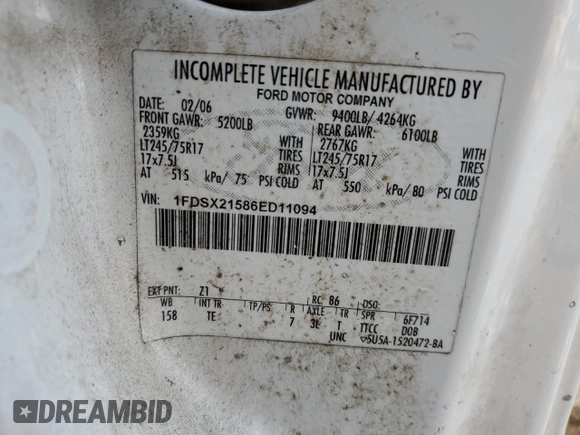 INCOMPLETE VEHICLE MANUFACTURED BY
FORD MOTOR COMPANY
DATE: 02/06 GVWR: 9400LB/ 4264KG
FRONT GAWR: 5200LB REAR GAWR: 6100LB
2359KG WITH 2767KG WITH
LT245/75R17 TIRES LT245/75R17 TIRES
17x7.5J RIMS 17x7.5J RIMS
AT 515 kPa/ 75 PSI COLD AT 550 kPa/80 PSI COLD
VIN: 1FDSX21586ED11094
EXT PNT: Z1 RC: 86 DSO:
WB INT TR TP/PS R AXLE TR SPR 6F714
158 TE 7 3L T TTCC DOB
UNC 5U5A-1520472-BA
DREAMBID